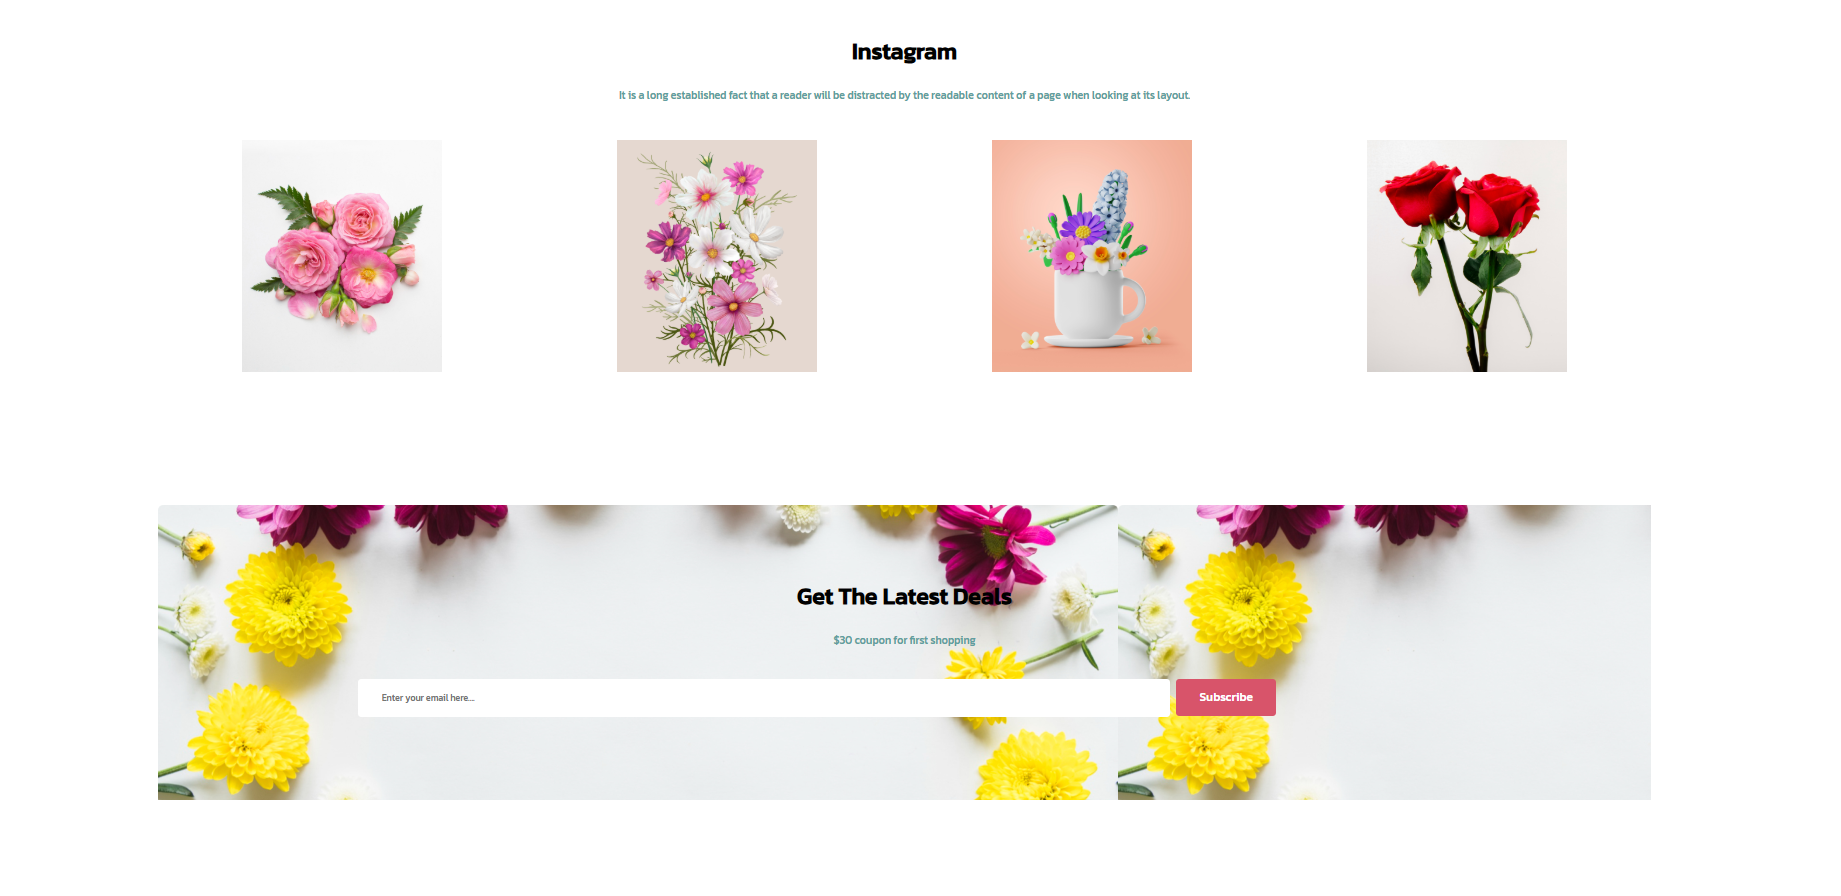 Instagram
It is a long established fact that a reader will be distracted by the readable content of a page when looking at its layout.
Get The Latest Deals
$30 coupon for first shopping
Enter your email here...
Subscribe